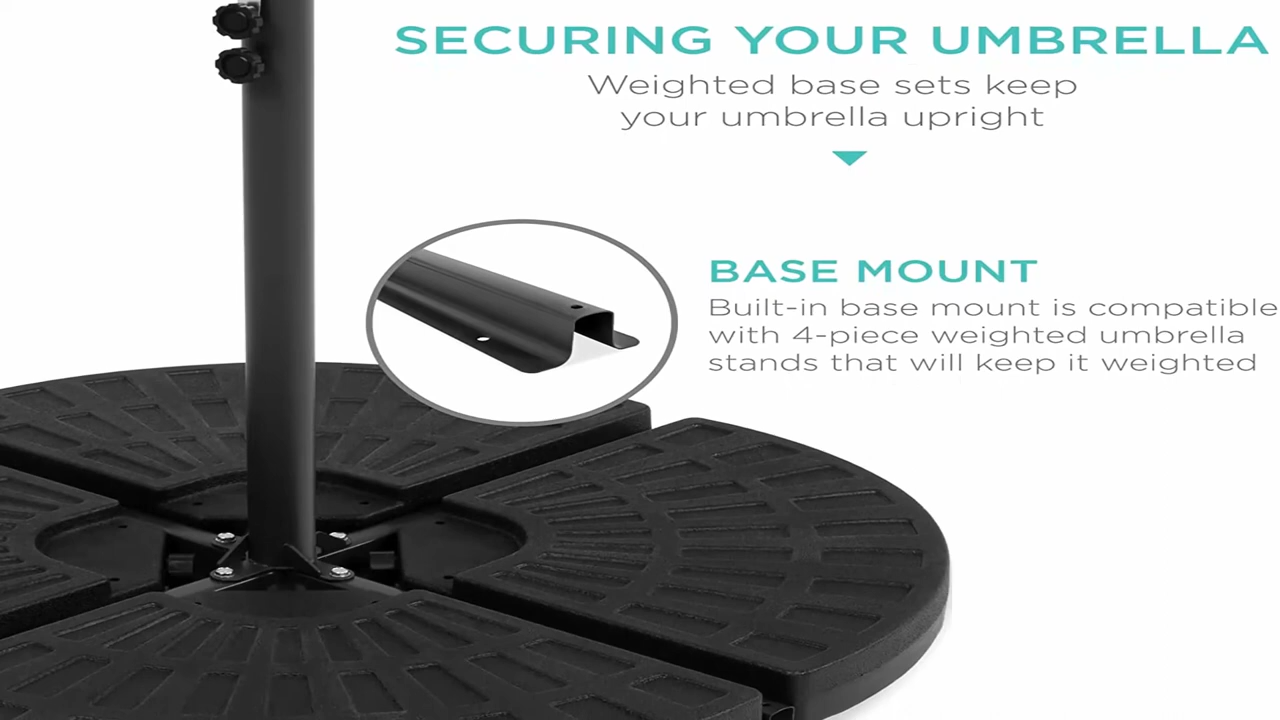 SECURING YOUR UMBRELLA
Weighted base sets keep
your umbrella upright
BASE MOUNT
Built-in base mount is compatible
with 4-piece weighted umbrella
stands that will keep it weighted